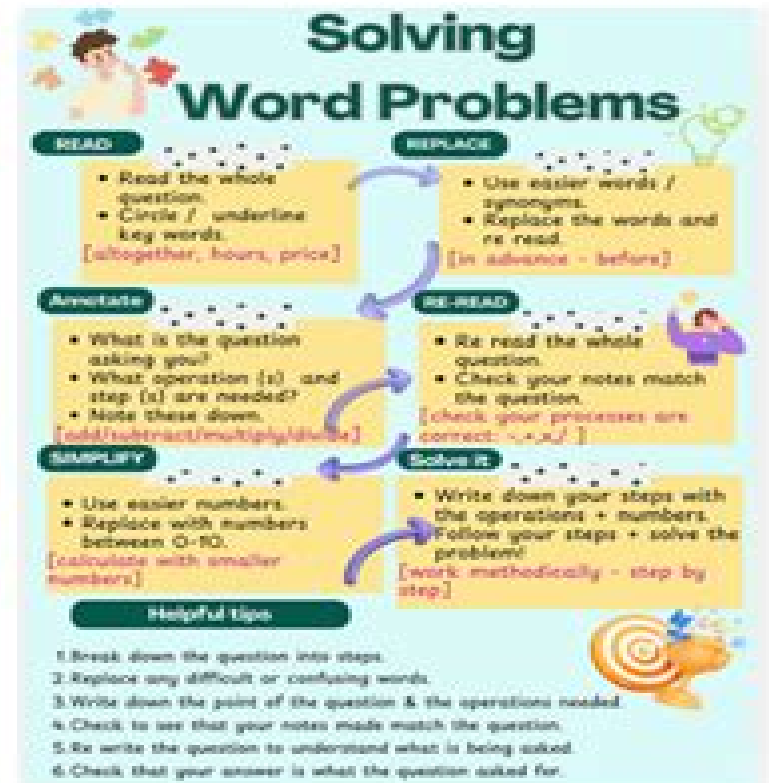 Solving
Word Problems
READ
• Read the whole
question.
• Circle / underline
key words.
[altogether, hours, price]
REPLACE
• Use easier words /
synonyms.
• Replace the words and
re read.
[in advance - before]
Annotate
• What is the question
asking you?
• What operation (s) and
step (s) are needed?
• Note these down.
[add/subtract/multiply/divide]
RE-READ
• Re read the whole
question.
• Check your notes match
the question.
[check your processes are
correct: -,+,x,/ ]
SIMPLIFY
• Use easier numbers.
• Replace with numbers
between 0-10.
[calculate with smaller
numbers]
Solve it
• Write down your steps with
the operations + numbers.
Follow your steps + solve the
problem!
[work methodically - step by
step]
Helpful tips
1. Break down the question into steps.
2. Replace any difficult or confusing words.
3. Write down the point of the question & the operations needed.
4. Check to see that your notes made match the question.
5. Re write the question to understand what is being asked.
6. Check that your answer is what the question asked for.